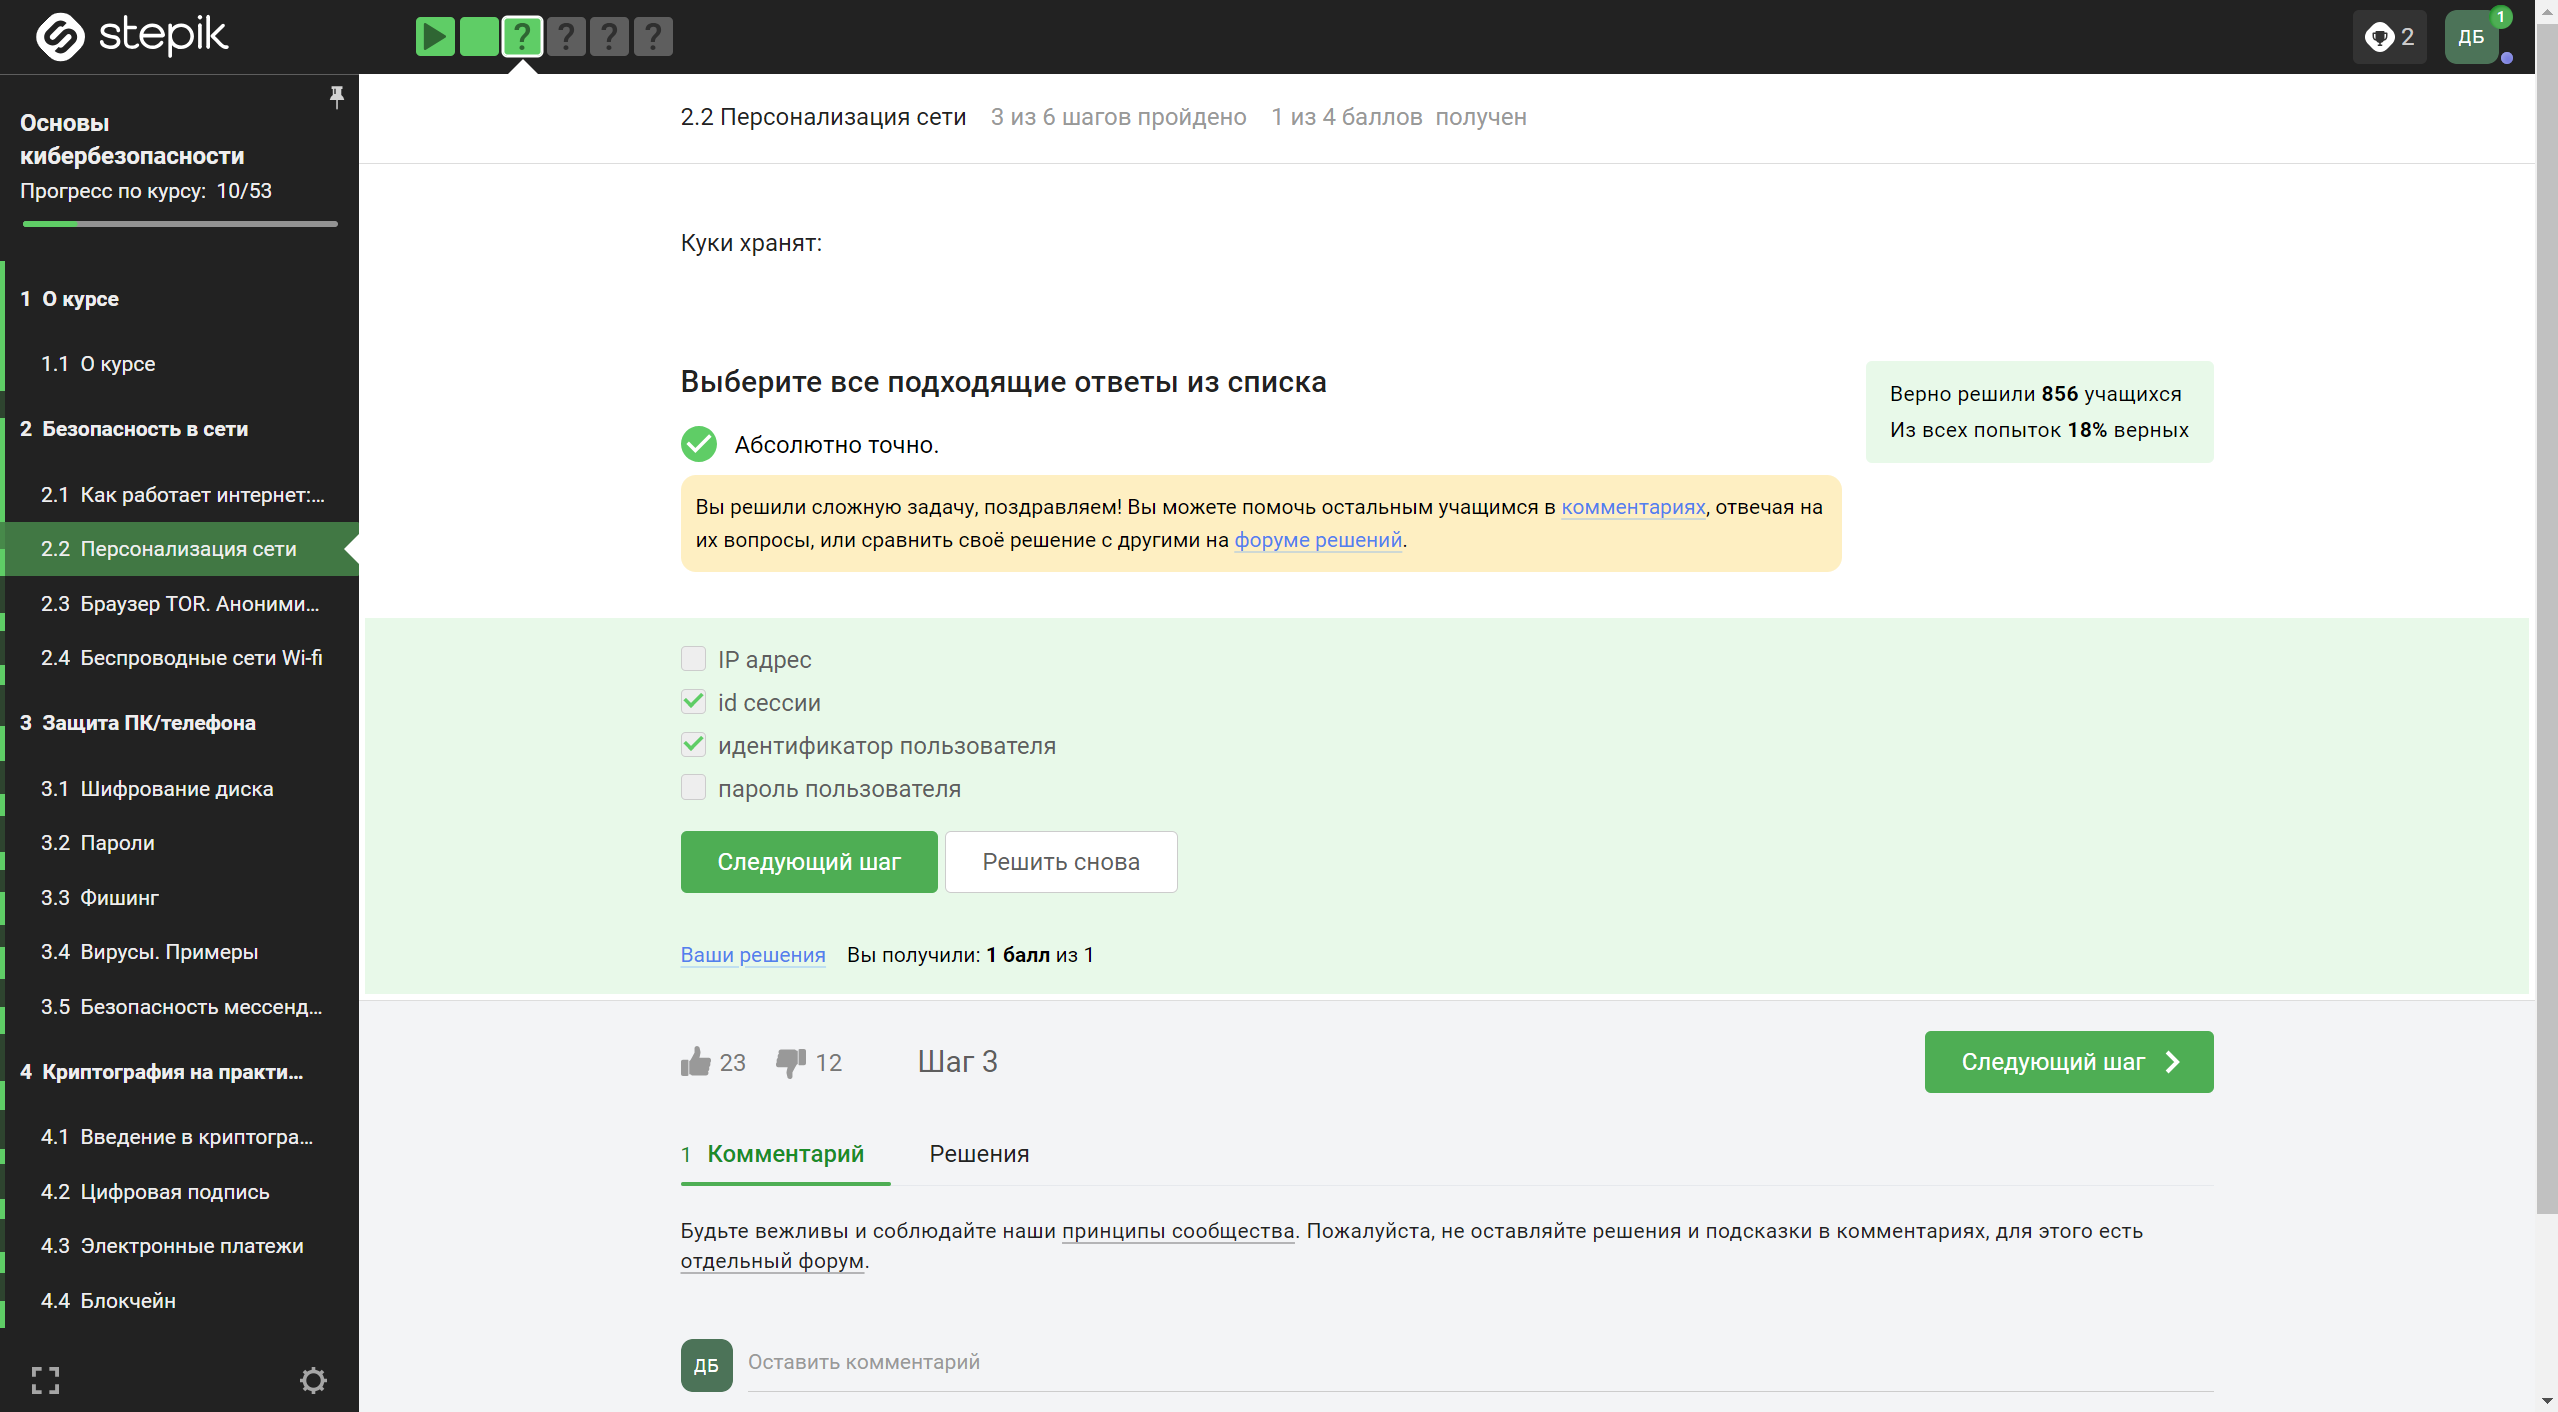 stepik
? ? ? ?
2
ДБ
1
Основы
кибербезопасности
Прогресс по курсу: 10/53
1 О курсе
1.1 О курсе
2 Безопасность в сети
2.1 Как работает интернет:...
2.2 Персонализация сети
2.3 Браузер TOR. Аноними...
2.4 Беспроводные сети Wi-fi
3 Защита ПК/телефона
3.1 Шифрование диска
3.2 Пароли
3.3 Фишинг
3.4 Вирусы. Примеры
3.5 Безопасность мессенд...
4 Криптография на практи...
4.1 Введение в криптогра...
4.2 Цифровая подпись
4.3 Электронные платежи
4.4 Блокчейн
2.2 Персонализация сети 3 из 6 шагов пройдено 1 из 4 баллов получен
Куки хранят:
Выберите все подходящие ответы из списка
Абсолютно точно.
Вы решили сложную задачу, поздравляем! Вы можете помочь остальным учащимся в комментариях, отвечая на
их вопросы, или сравнить своё решение с другими на форуме решений.
Верно решили 856 учащихся
Из всех попыток 18% верных
IP адрес
id сессии
идентификатор пользователя
пароль пользователя
Следующий шаг Решить снова
Ваши решения Вы получили: 1 балл из 1
23 12 Шаг 3 Следующий шаг
1 Комментарий Решения
Будьте вежливы и соблюдайте наши принципы сообщества. Пожалуйста, не оставляйте решения и подсказки в комментариях, для этого есть
отдельный форум.
ДБ Оставить комментарий